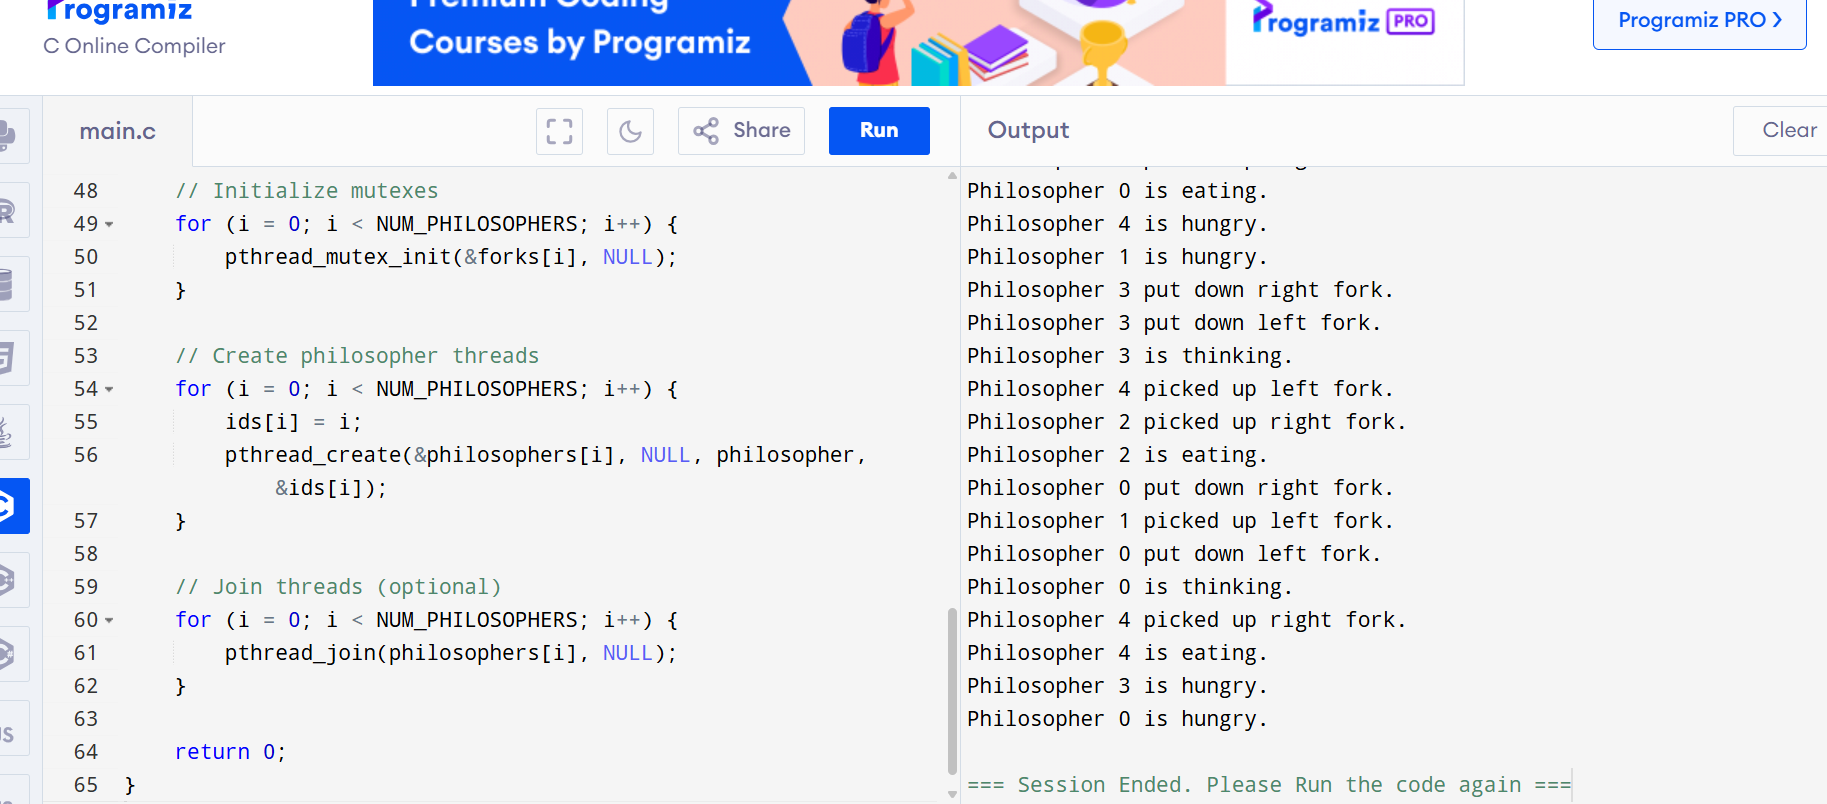 Programiz
C Online Compiler
Premium Coding
Courses by Programiz
Programiz PRO
Programiz PRO ❯
main.c
Share
Run
Output
Clear
48 // Initialize mutexes
49 for (i = 0; i < NUM_PHILOSOPHERS; i++) {
50 pthread_mutex_init(&forks[i], NULL);
51 }
52
53 // Create philosopher threads
54 for (i = 0; i < NUM_PHILOSOPHERS; i++) {
55 ids[i] = i;
56 pthread_create(&philosophers[i], NULL, philosopher,
&ids[i]);
57 }
58
59 // Join threads (optional)
60 for (i = 0; i < NUM_PHILOSOPHERS; i++) {
61 pthread_join(philosophers[i], NULL);
62 }
63
64 return 0;
65 }
Philosopher 0 is eating.
Philosopher 4 is hungry.
Philosopher 1 is hungry.
Philosopher 3 put down right fork.
Philosopher 3 put down left fork.
Philosopher 3 is thinking.
Philosopher 4 picked up left fork.
Philosopher 2 picked up right fork.
Philosopher 2 is eating.
Philosopher 0 put down right fork.
Philosopher 1 picked up left fork.
Philosopher 0 put down left fork.
Philosopher 0 is thinking.
Philosopher 4 picked up right fork.
Philosopher 4 is eating.
Philosopher 3 is hungry.
Philosopher 0 is hungry.
=== Session Ended. Please Run the code again ===